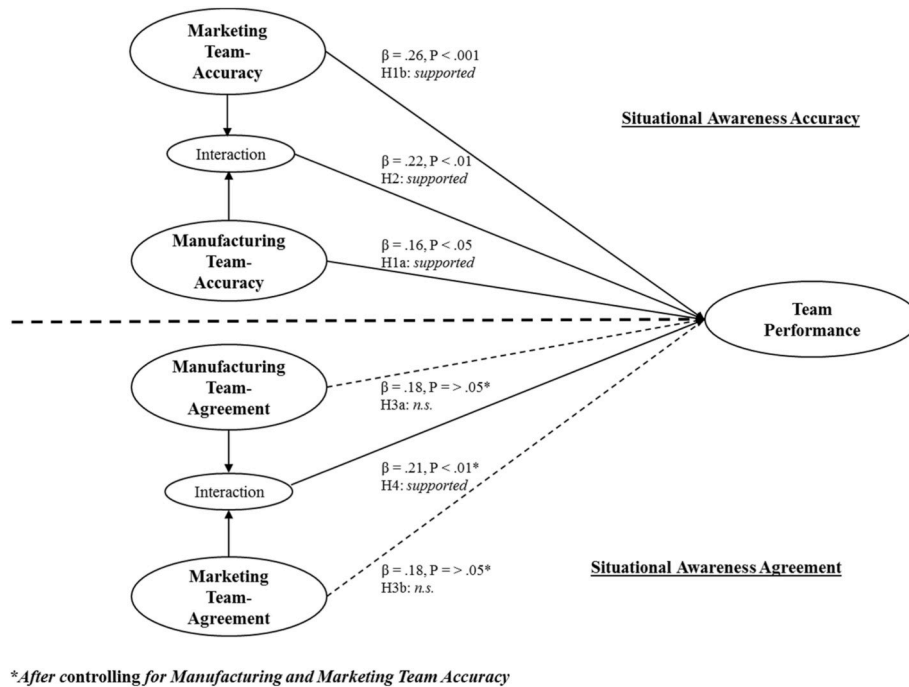 Marketing
Team-
Accuracy
β = .26, P < .001
H1b: supported
Situational Awareness Accuracy
Interaction
β = .22, P < .01
H2: supported
Manufacturing
Team-
Accuracy
β = .16, P < .05
H1a: supported
Team
Performance
Manufacturing
Team-
Agreement
β = .18, P = > .05*
H3a: n.s.
Interaction
β = .21, P < .01*
H4: supported
Marketing
Team-
Agreement
β = .18, P = > .05*
H3b: n.s.
Situational Awareness Agreement
*After controlling for Manufacturing and Marketing Team Accuracy